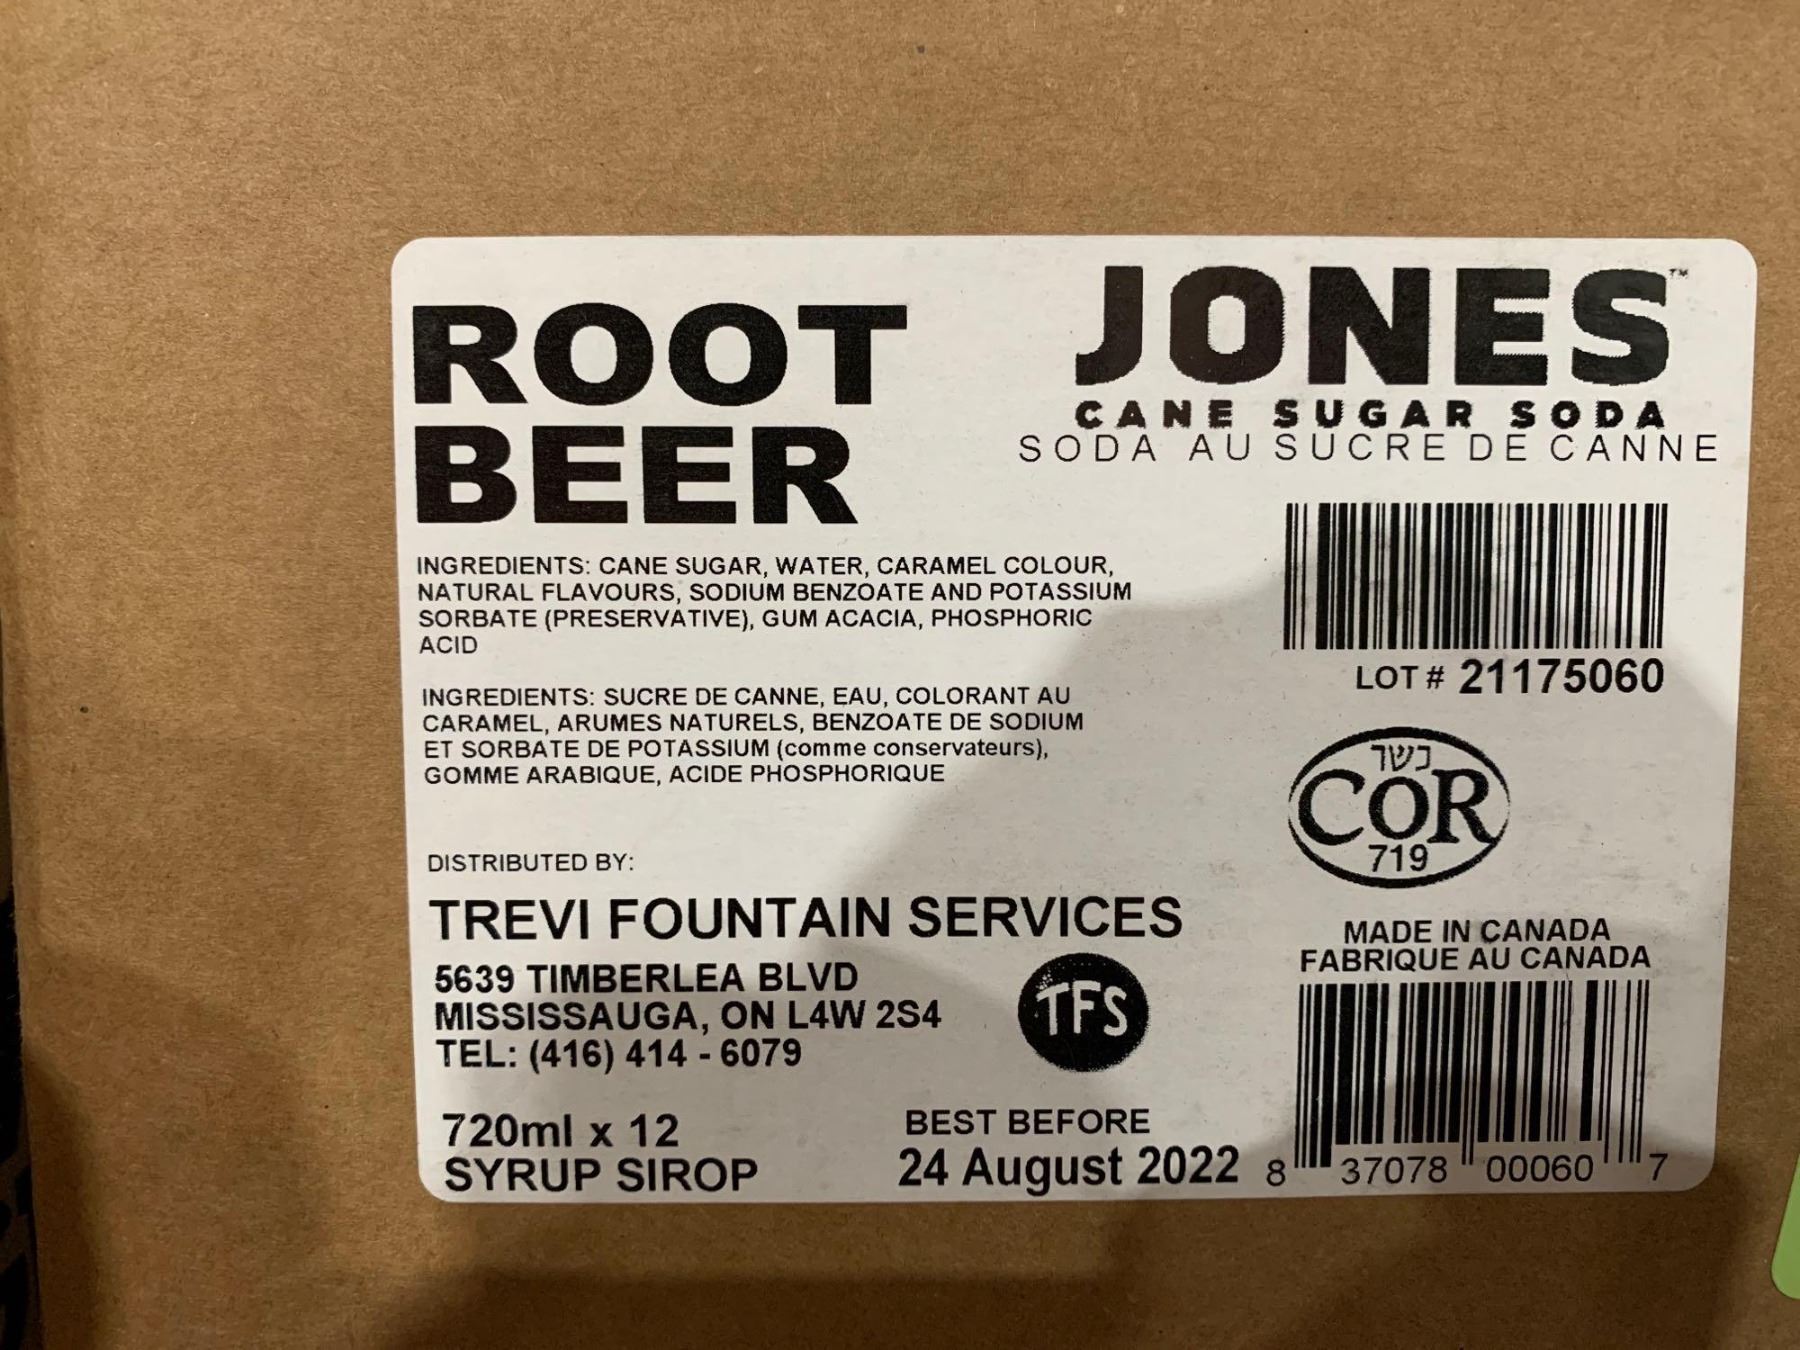 ROOT
BEER
JONES™
CANE SUGAR SODA
SODA AU SUCRE DE CANNE
INGREDIENTS: CANE SUGAR, WATER, CARAMEL COLOUR,
NATURAL FLAVOURS, SODIUM BENZOATE AND POTASSIUM
SORBATE (PRESERVATIVE), GUM ACACIA, PHOSPHORIC
ACID
INGREDIENTS: SUCRE DE CANNE, EAU, COLORANT AU
CARAMEL, ARUMES NATURELS, BENZOATE DE SODIUM
ET SORBATE DE POTASSIUM (comme conservateurs),
GOMME ARABIQUE, ACIDE PHOSPHORIQUE
LOT # 21175060
כשר
COR
719
DISTRIBUTED BY:
TREVI FOUNTAIN SERVICES
5639 TIMBERLEA BLVD
MISSISSAUGA, ON L4W 2S4
TEL: (416) 414 - 6079
TFS
MADE IN CANADA
FABRIQUE AU CANADA
720ml x 12
SYRUP SIROP
BEST BEFORE
24 August 2022
8 37078 00060 7